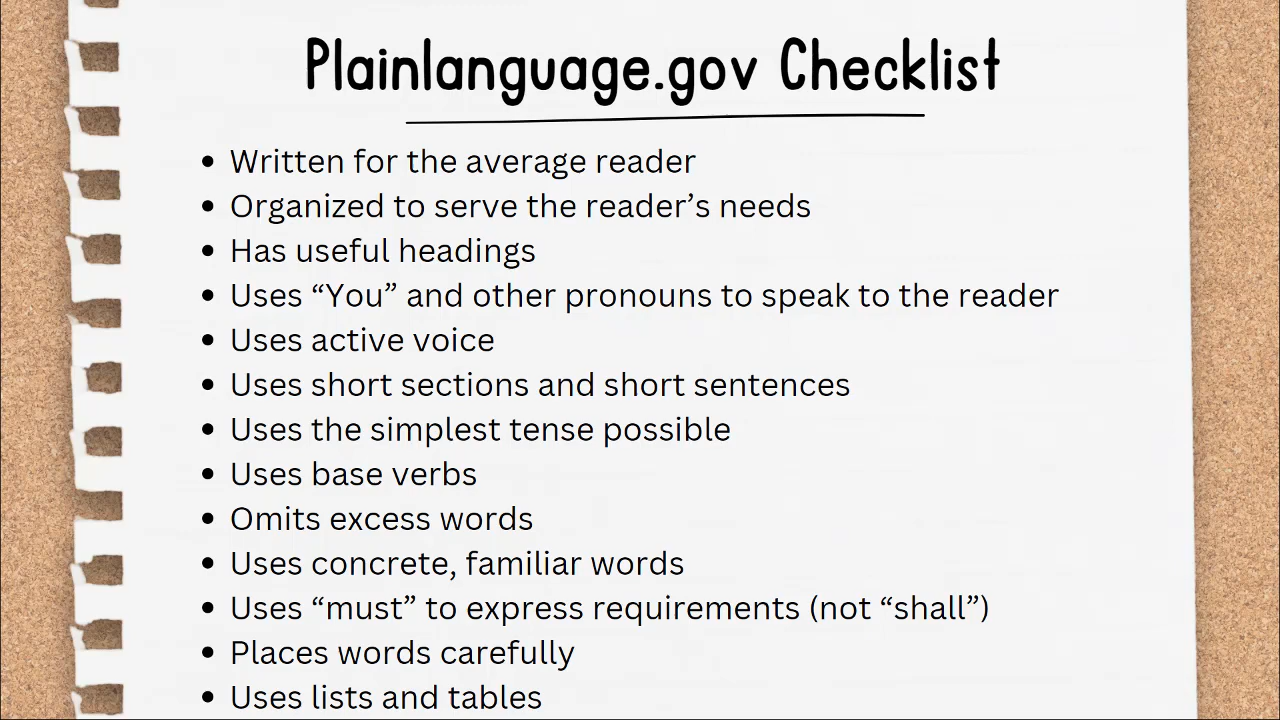 Plainlanguage.gov Checklist
• Written for the average reader
• Organized to serve the reader’s needs
• Has useful headings
• Uses “You” and other pronouns to speak to the reader
• Uses active voice
• Uses short sections and short sentences
• Uses the simplest tense possible
• Uses base verbs
• Omits excess words
• Uses concrete, familiar words
• Uses “must” to express requirements (not “shall”)
• Places words carefully
• Uses lists and tables